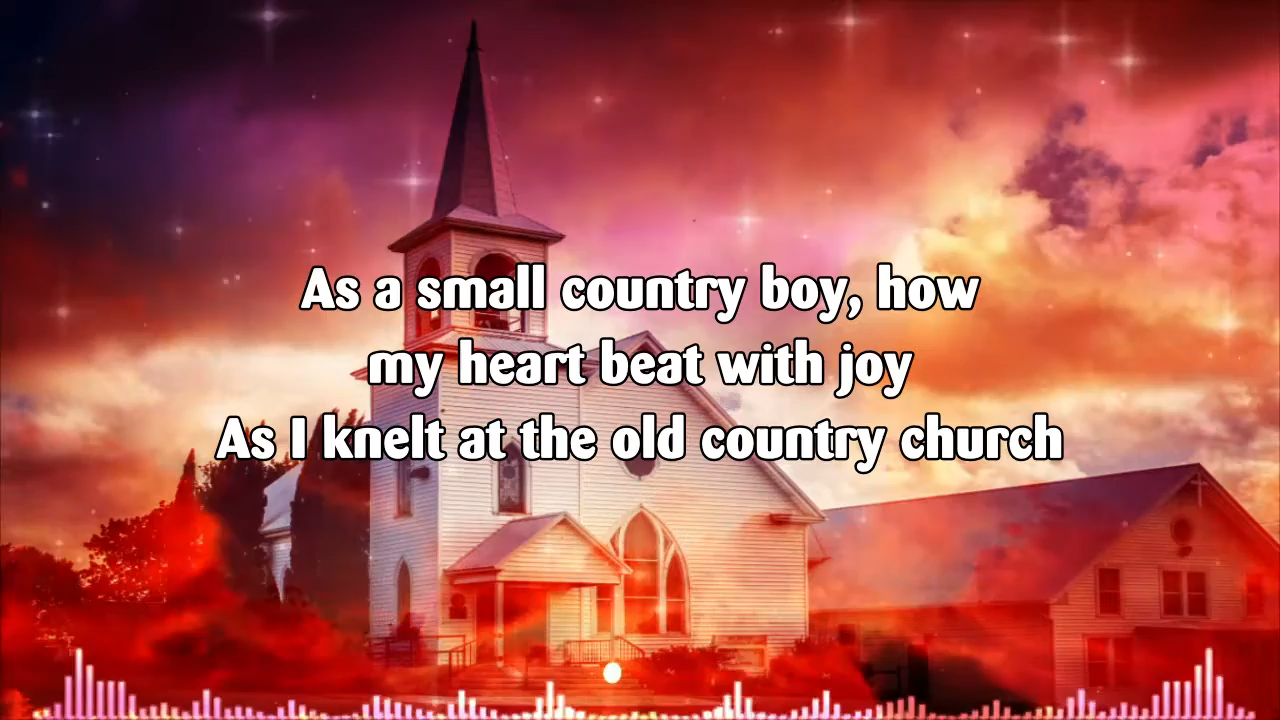 As a small country boy, how
my heart beat with joy
As I knelt at the old country church